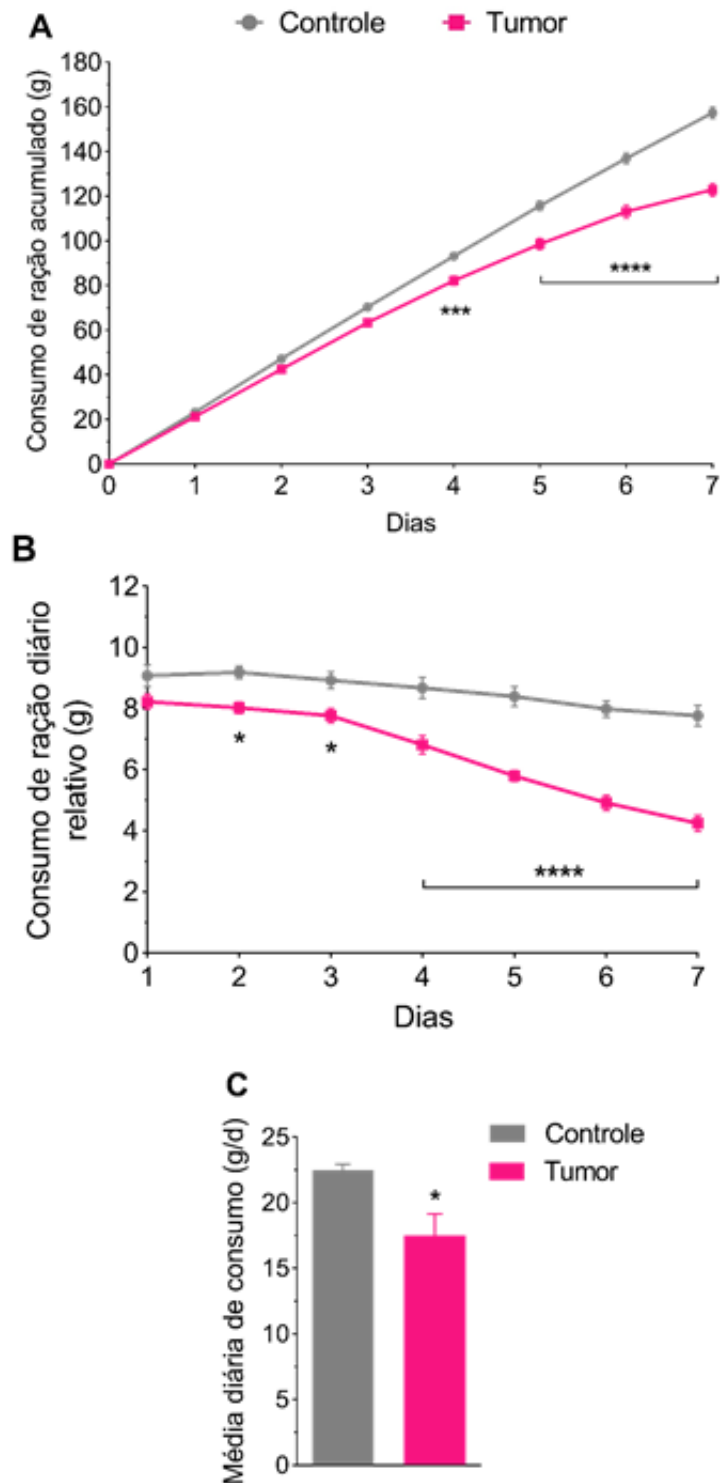 A
Controle
Tumor
Consumo de ração acumulado (g)
180
160
140
120
100
80
60
40
20
0
***
****
0 1 2 3 4 5 6 7
Dias
B
Consumo de ração diário
relativo (g)
12
10
8
6
4
2
0
*
*
****
1 2 3 4 5 6 7
Dias
C
Média diária de consumo (g/d)
25
20
15
10
5
0
*
Controle
Tumor